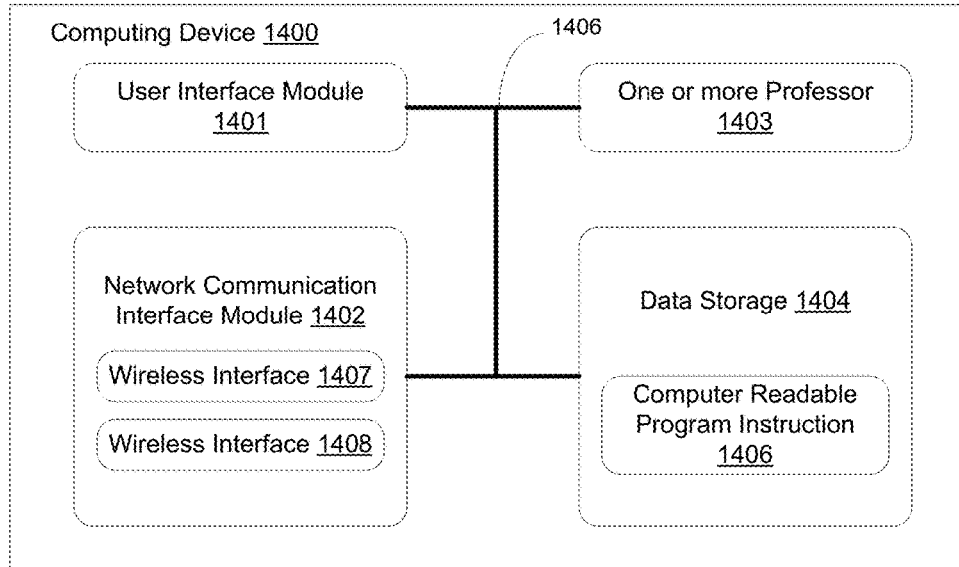 Computing Device 1400
1406
User Interface Module
1401
One or more Professor
1403
Network Communication
Interface Module 1402
Wireless Interface 1407
Wireless Interface 1408
Data Storage 1404
Computer Readable
Program Instruction
1406